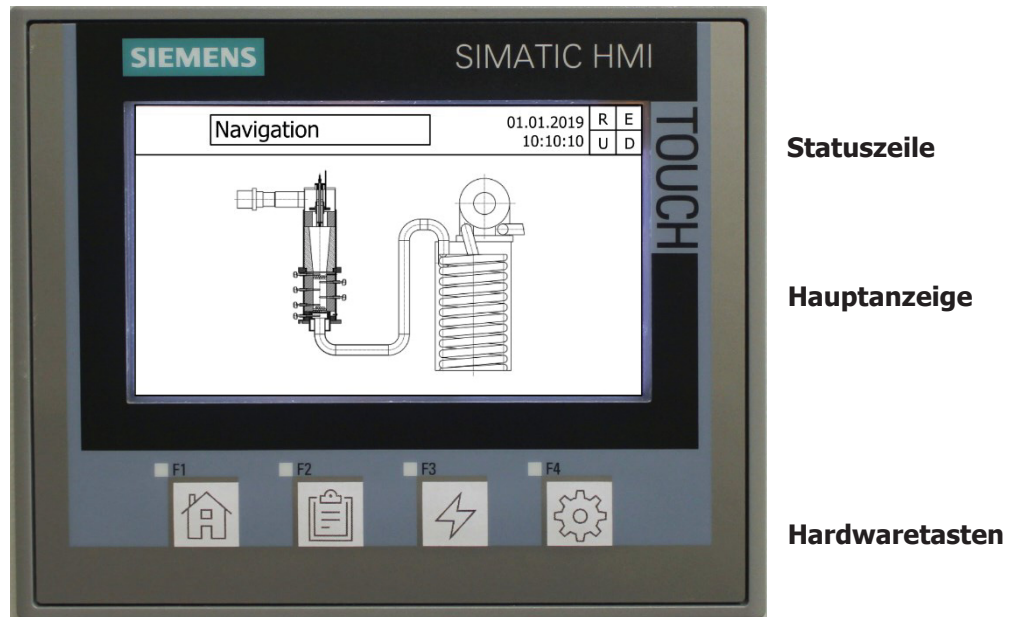 SIEMENS
SIMATIC HMI
TOUCH
Navigation
01.01.2019
10:10:10
R E
U D
Statuszeile
Hauptanzeige
F1 F2 F3 F4
Hardwaretasten